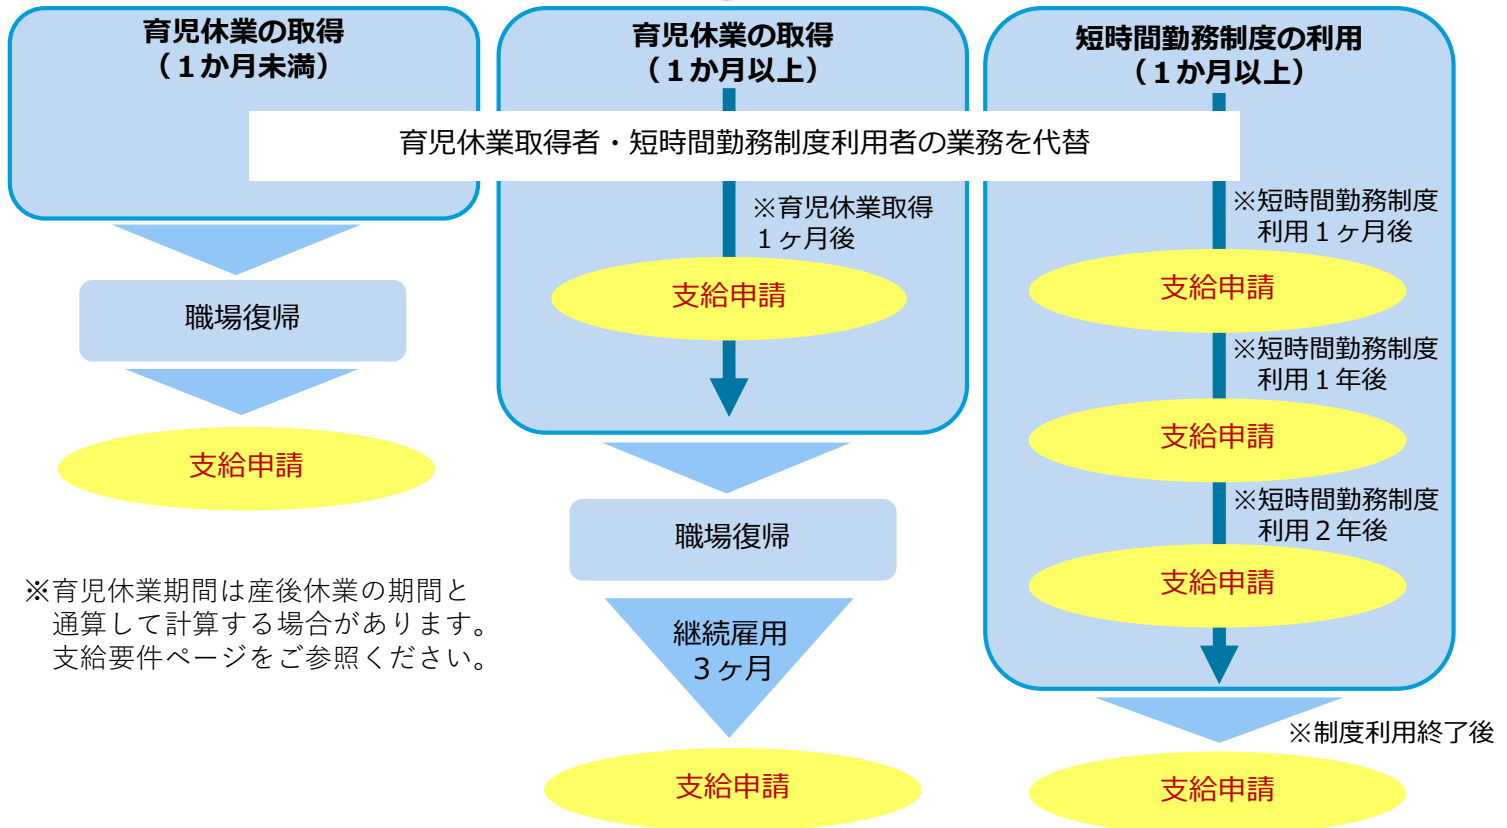 育児休業の取得
（１か月未満）
育児休業の取得
（１か月以上）
短時間勤務制度の利用
（１か月以上）
育児休業取得者・短時間勤務制度利用者の業務を代替
職場復帰
支給申請
※育児休業期間は産後休業の期間と
通算して計算する場合があります。
支給要件ページをご参照ください。
※育児休業取得
１ヶ月後
支給申請
職場復帰
継続雇用
３ヶ月
支給申請
※短時間勤務制度
利用１ヶ月後
支給申請
※短時間勤務制度
利用１年後
支給申請
※短時間勤務制度
利用２年後
支給申請
※制度利用終了後
支給申請